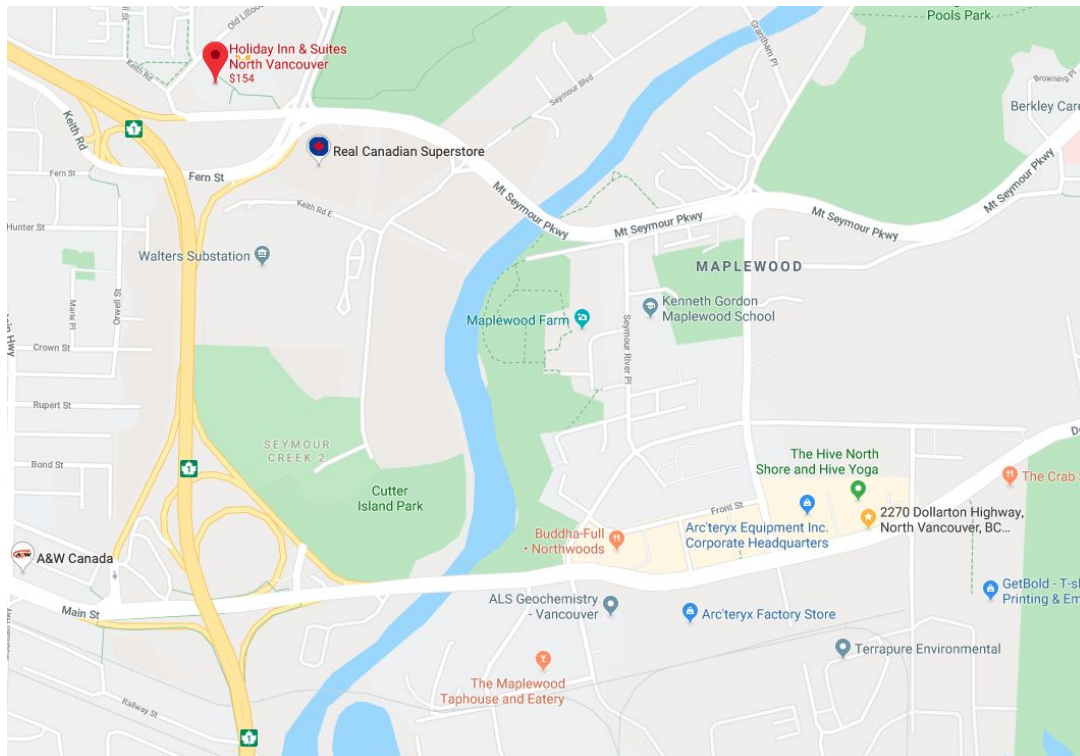 Old Lillooet
Pools Park
Grantham Pl
Holiday Inn & Suites
North Vancouver
$154
Keith Rd
Seymour Blvd
Browning Pl
Berkley Care
Keith Rd
1
Real Canadian Superstore
Fern St
Fern St
Mt Seymour Pkwy
Mt Seymour Pkwy
Mt Seymour Pkwy
Mt Seymour Pkwy
Keith Rd E
Hunter St
Walters Substation
MAPLEWOOD
Marie Pl
Orwell St
Kenneth Gordon
Maplewood School
Maplewood Farm
Seymour River Pl
Hwy
Crown St
Rupert St
SEYMOUR
CREEK 2
Bond St
1
Cutter
Island Park
The Hive North
Shore and Hive Yoga
The Crab
Front St
2270 Dollarton Highway,
North Vancouver, BC...
Arc'teryx Equipment Inc.
Corporate Headquarters
Buddha-Full
• Northwoods
A&W
A&W Canada
GetBold - T-sh
Printing & Em
ALS Geochemistry
- Vancouver
Arc'teryx Factory Store
Main St
Mountain Hwy
Terrapure Environmental
The Maplewood
Taphouse and Eatery
Railway St
1